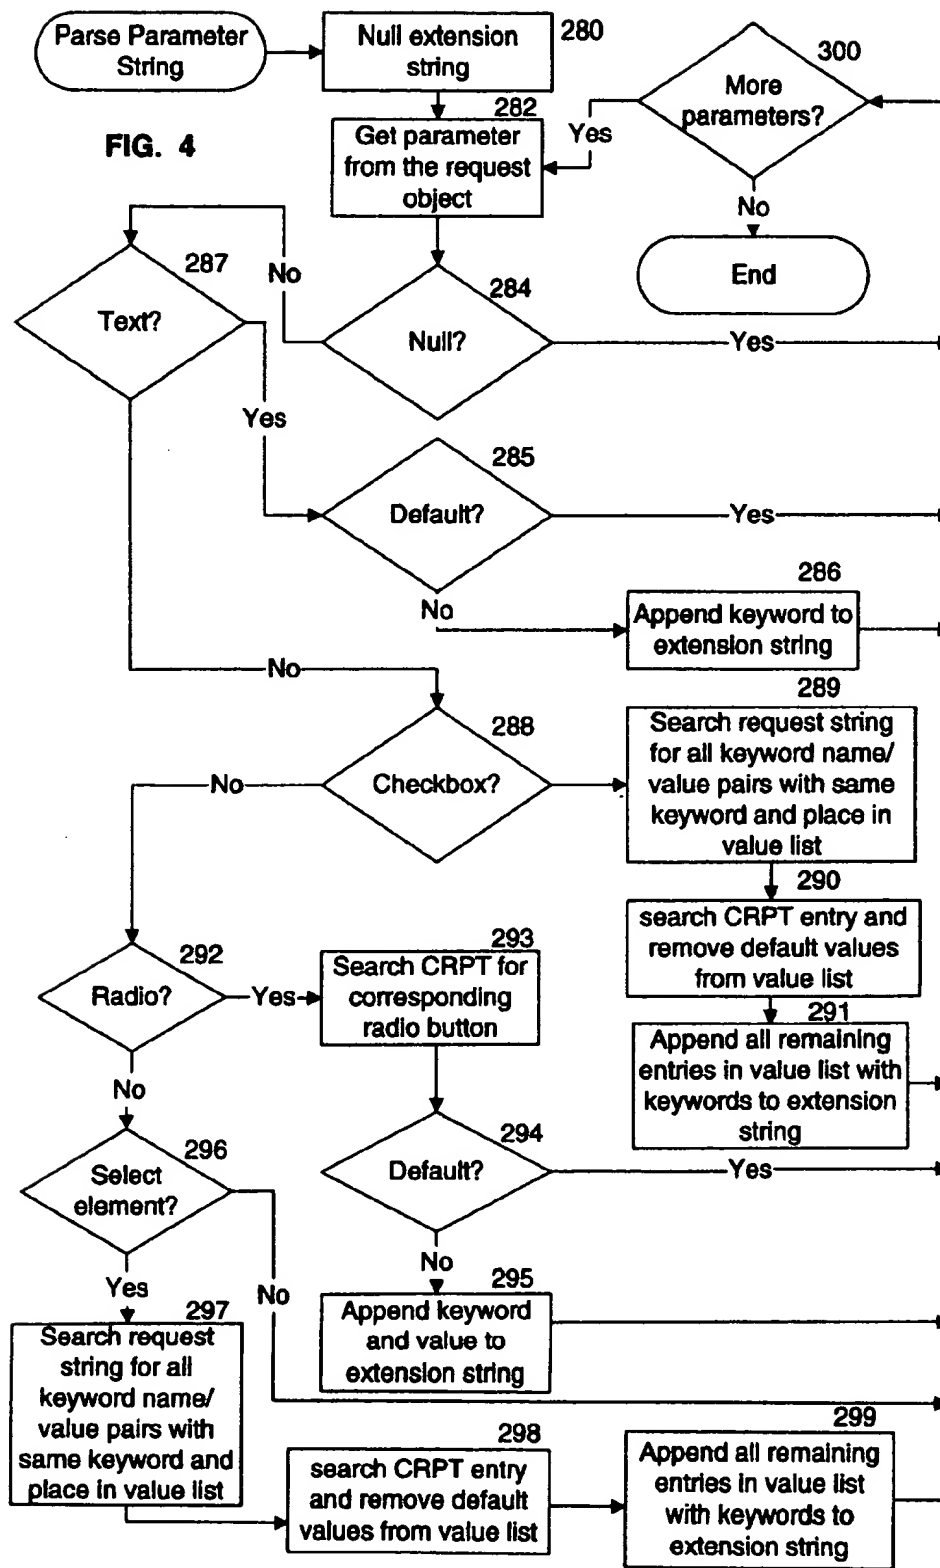 Parse Parameter
String
Null extension
string
280
300
More
parameters?
282
FIG. 4
Get parameter
from the request
object
Yes
No
End
287
No
284
Text?
Null?
Yes
Yes
285
Default?
Yes
286
No
Append keyword to
extension string
No
289
288
Search request string
for all keyword name/
value pairs with same
keyword and place in
value list
No
Checkbox?
290
search CRPT entry and
remove default values
from value list
292
293
Radio?
Yes
Search CRPT for
corresponding
radio button
291
Append all remaining
entries in value list with
keywords to extension
string
No
296
294
Select
element?
Default?
Yes
No
Yes
No
295
297
Append keyword
and value to
extension string
Search request
string for all
keyword name/
value pairs with
same keyword and
place in value list
298
299
search CRPT entry
and remove default
values from value list
Append all remaining
entries in value list
with keywords to
extension string